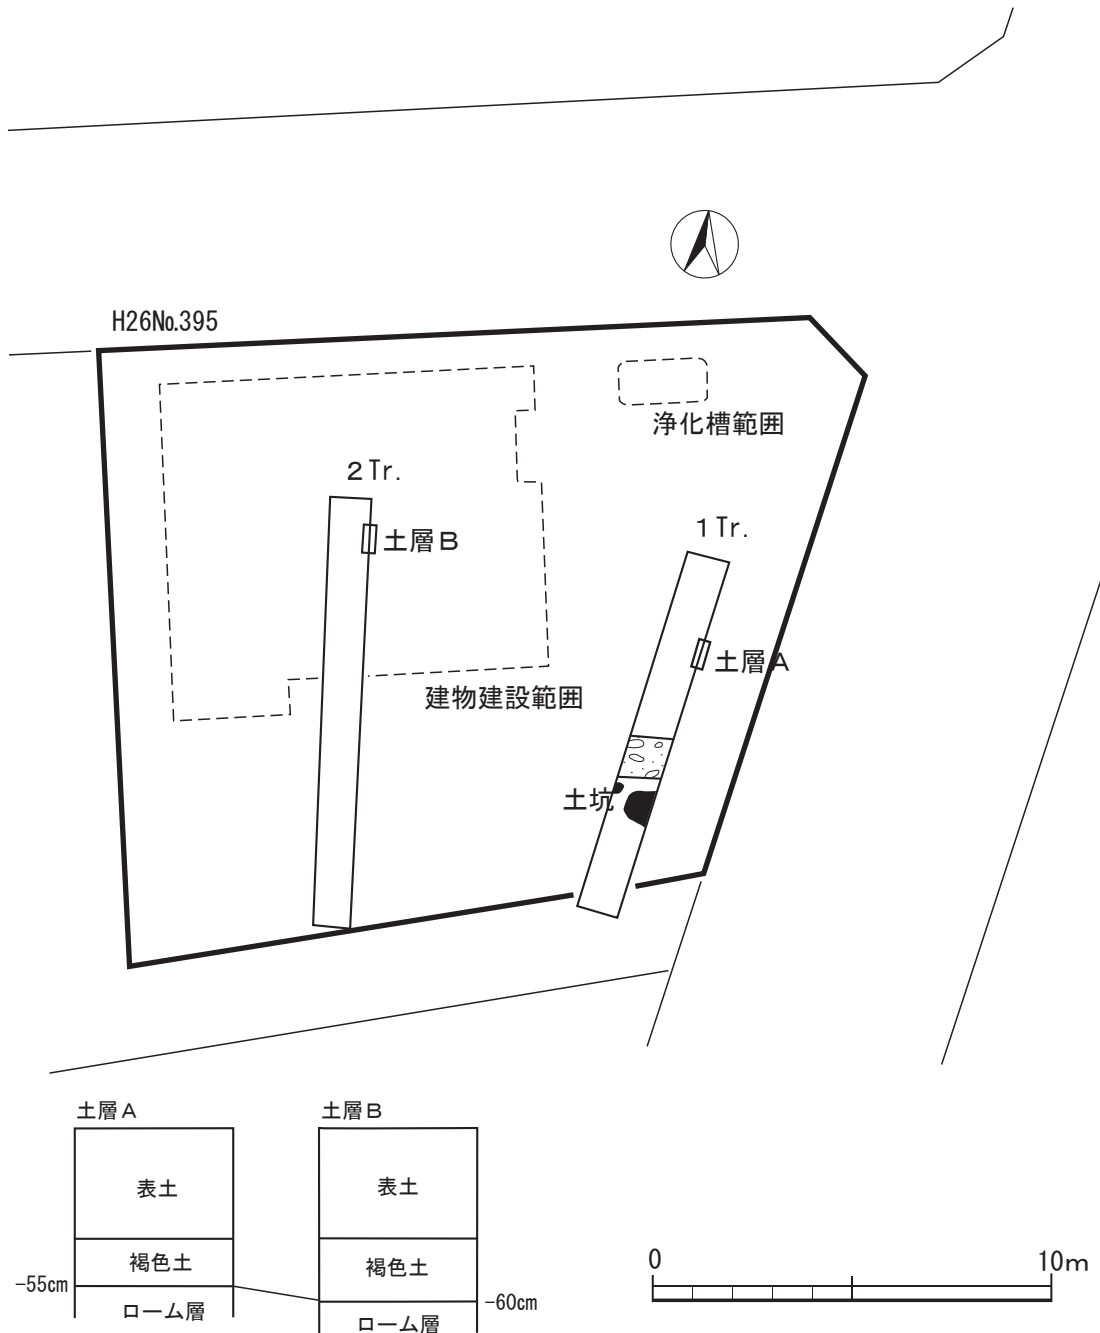 H26No.395
浄化槽範囲
2Tr.
土層B
1Tr.
土層A
建物建設範囲
土坑
土層A
土層B
表土
表土
褐色土
褐色土
-55cm
ローム層
-60cm
ローム層
0
10m